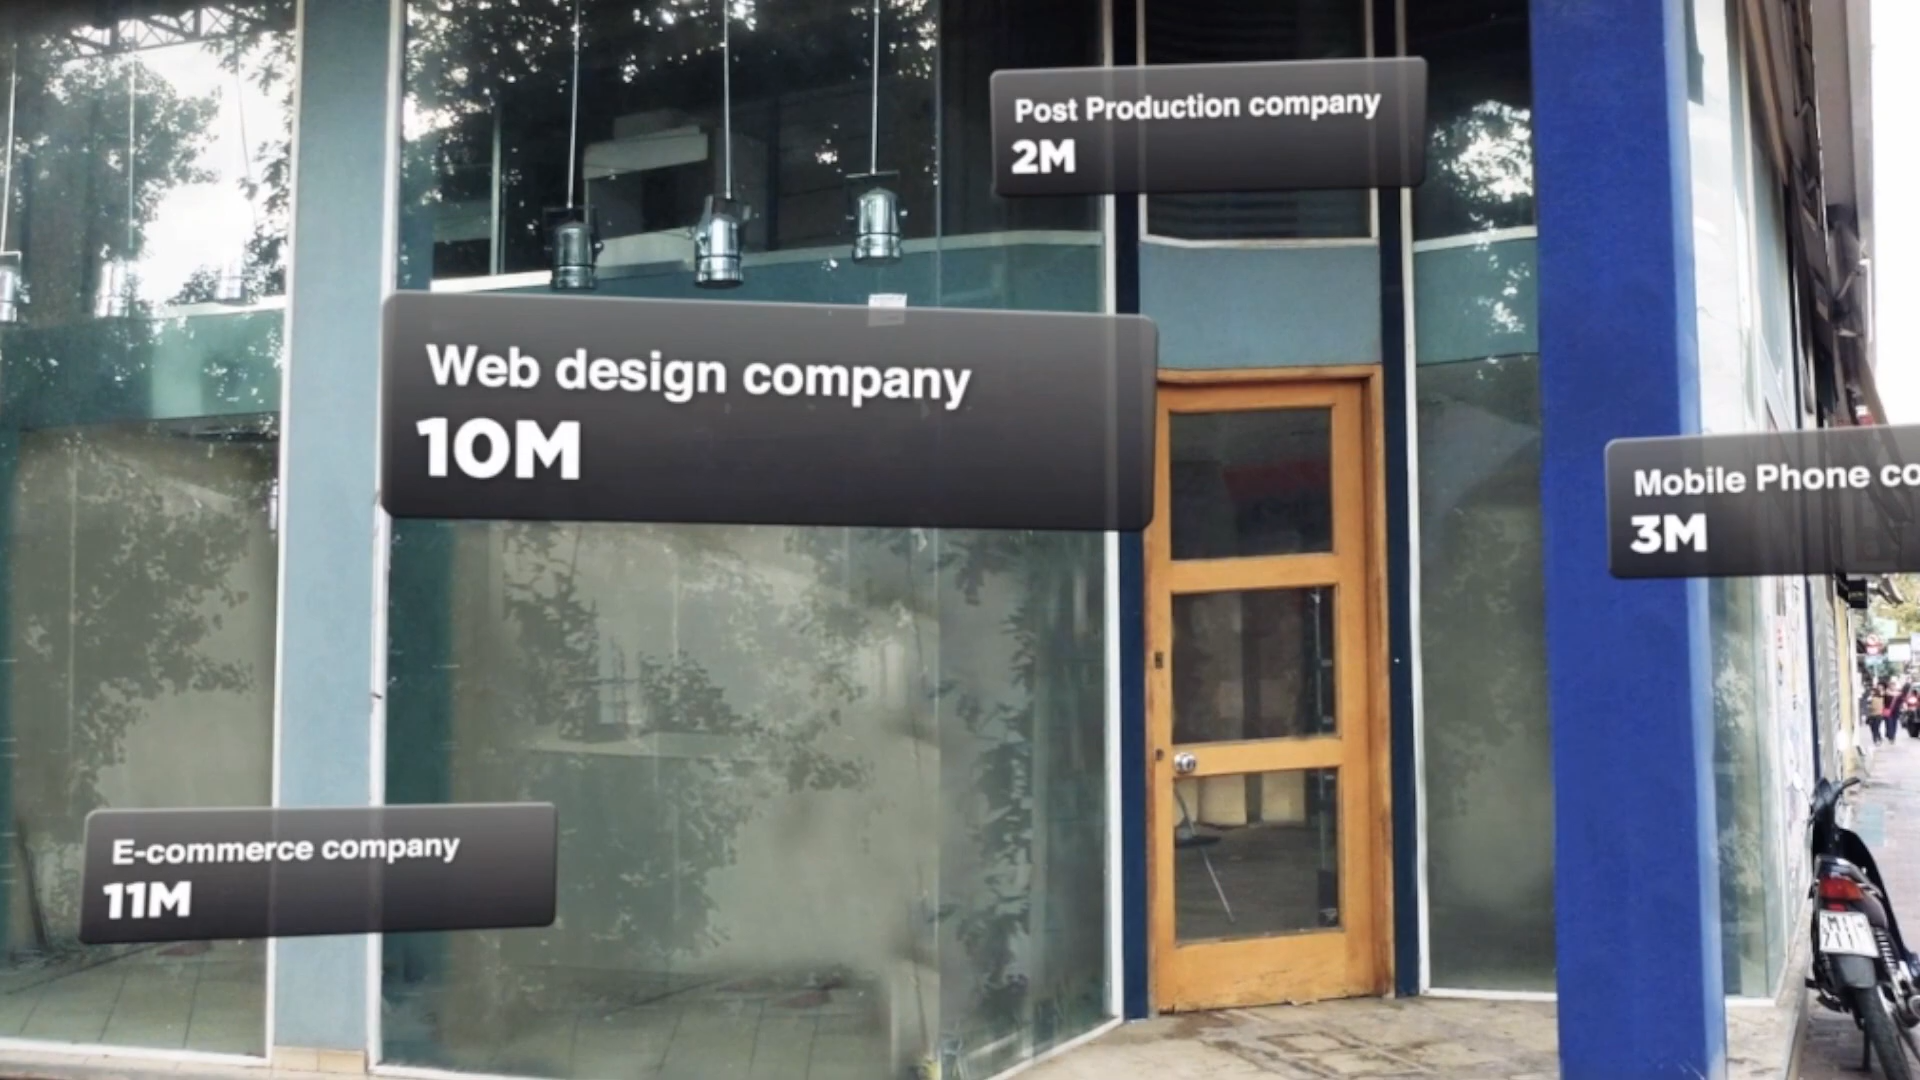 Post Production company
2M
Web design company
10M
Mobile Phone co
3M
E-commerce company
11M